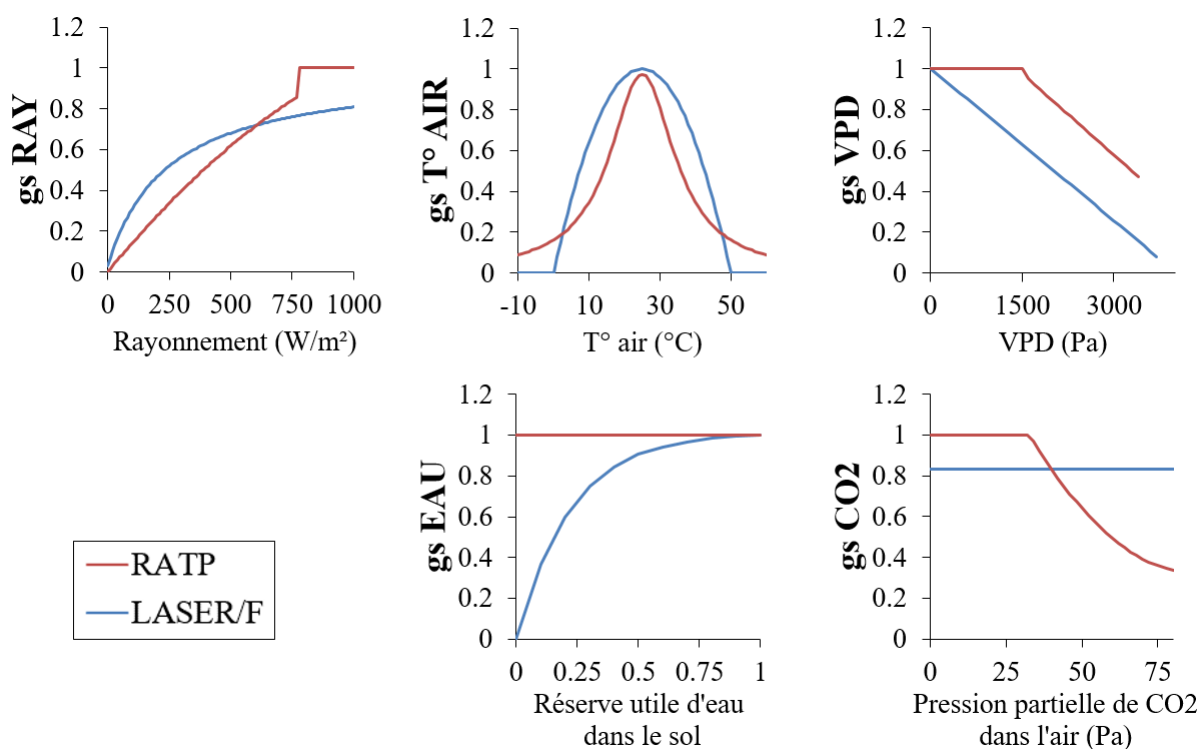 1.2
1
0.8
0.6
0.4
0.2
0
gs RAY
0 250 500 750 1000
Rayonnement (W/m²)
1.2
1
0.8
0.6
0.4
0.2
0
gs T° AIR
-10 10 30 50
T° air (°C)
1.2
1
0.8
0.6
0.4
0.2
0
gs VPD
0 1500 3000
VPD (Pa)
RATP
LASER/F
1.2
1
0.8
0.6
0.4
0.2
0
gs EAU
0 0.25 0.5 0.75 1
Réserve utile d'eau
dans le sol
1.2
1
0.8
0.6
0.4
0.2
0
gs CO2
0 25 50 75
Pression partielle de CO2
dans l'air (Pa)